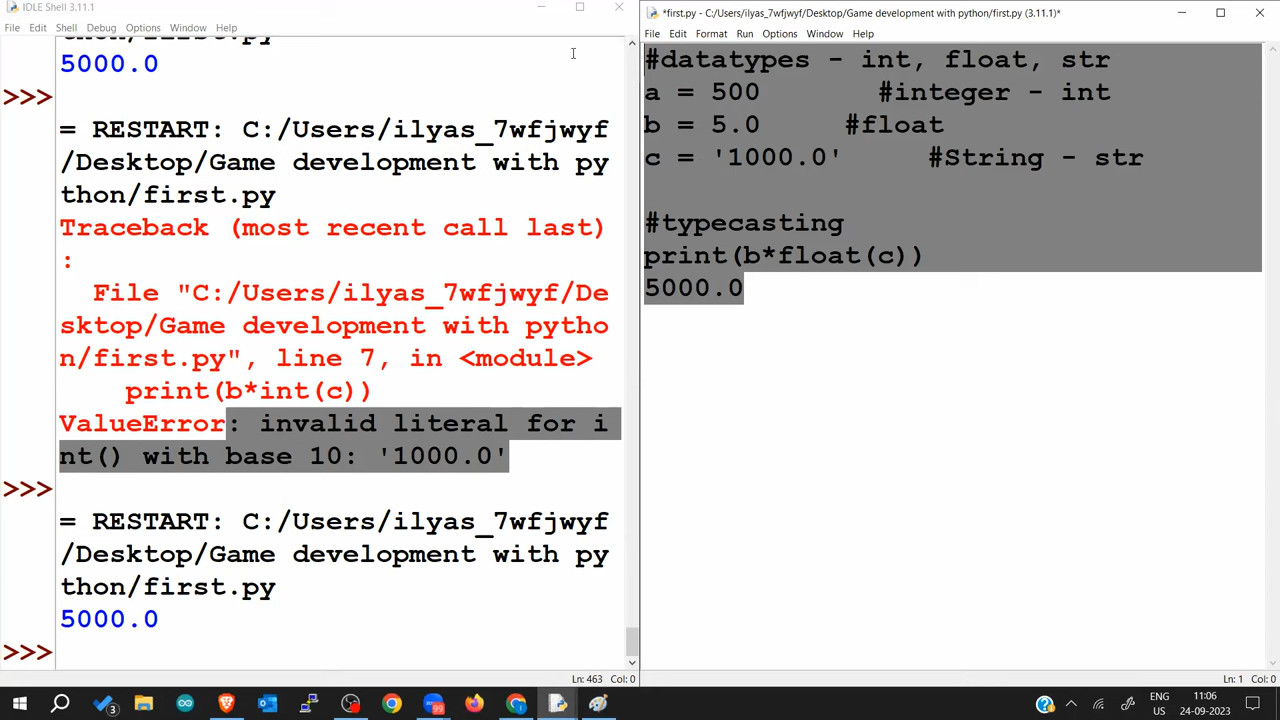 IDLE Shell 3.11.1
File Edit Shell Debug Options Window Help
thon/first.py
5000.0
>>>
= RESTART: C:/Users/ilyas_7wfjwyf
/Desktop/Game development with py
thon/first.py
Traceback (most recent call last)
:
File "C:/Users/ilyas_7wfjwyf/De
sktop/Game development with pytho
n/first.py", line 7, in <module>
print(b*int(c))
ValueError: invalid literal for i
nt() with base 10: '1000.0'
>>>
= RESTART: C:/Users/ilyas_7wfjwyf
/Desktop/Game development with py
thon/first.py
5000.0
>>>
Ln: 463 Col: 0
*first.py - C:/Users/ilyas_7wfjwyf/Desktop/Game development with python/first.py (3.11.1)*
File Edit Format Run Options Window Help
#datatypes - int, float, str
a = 500 #integer - int
b = 5.0 #float
c = '1000.0' #String - str
#typecasting
print(b*float(c))
5000.0
Ln: 1 Col: 0
3
99
ENG
US
11:06
24-09-2023